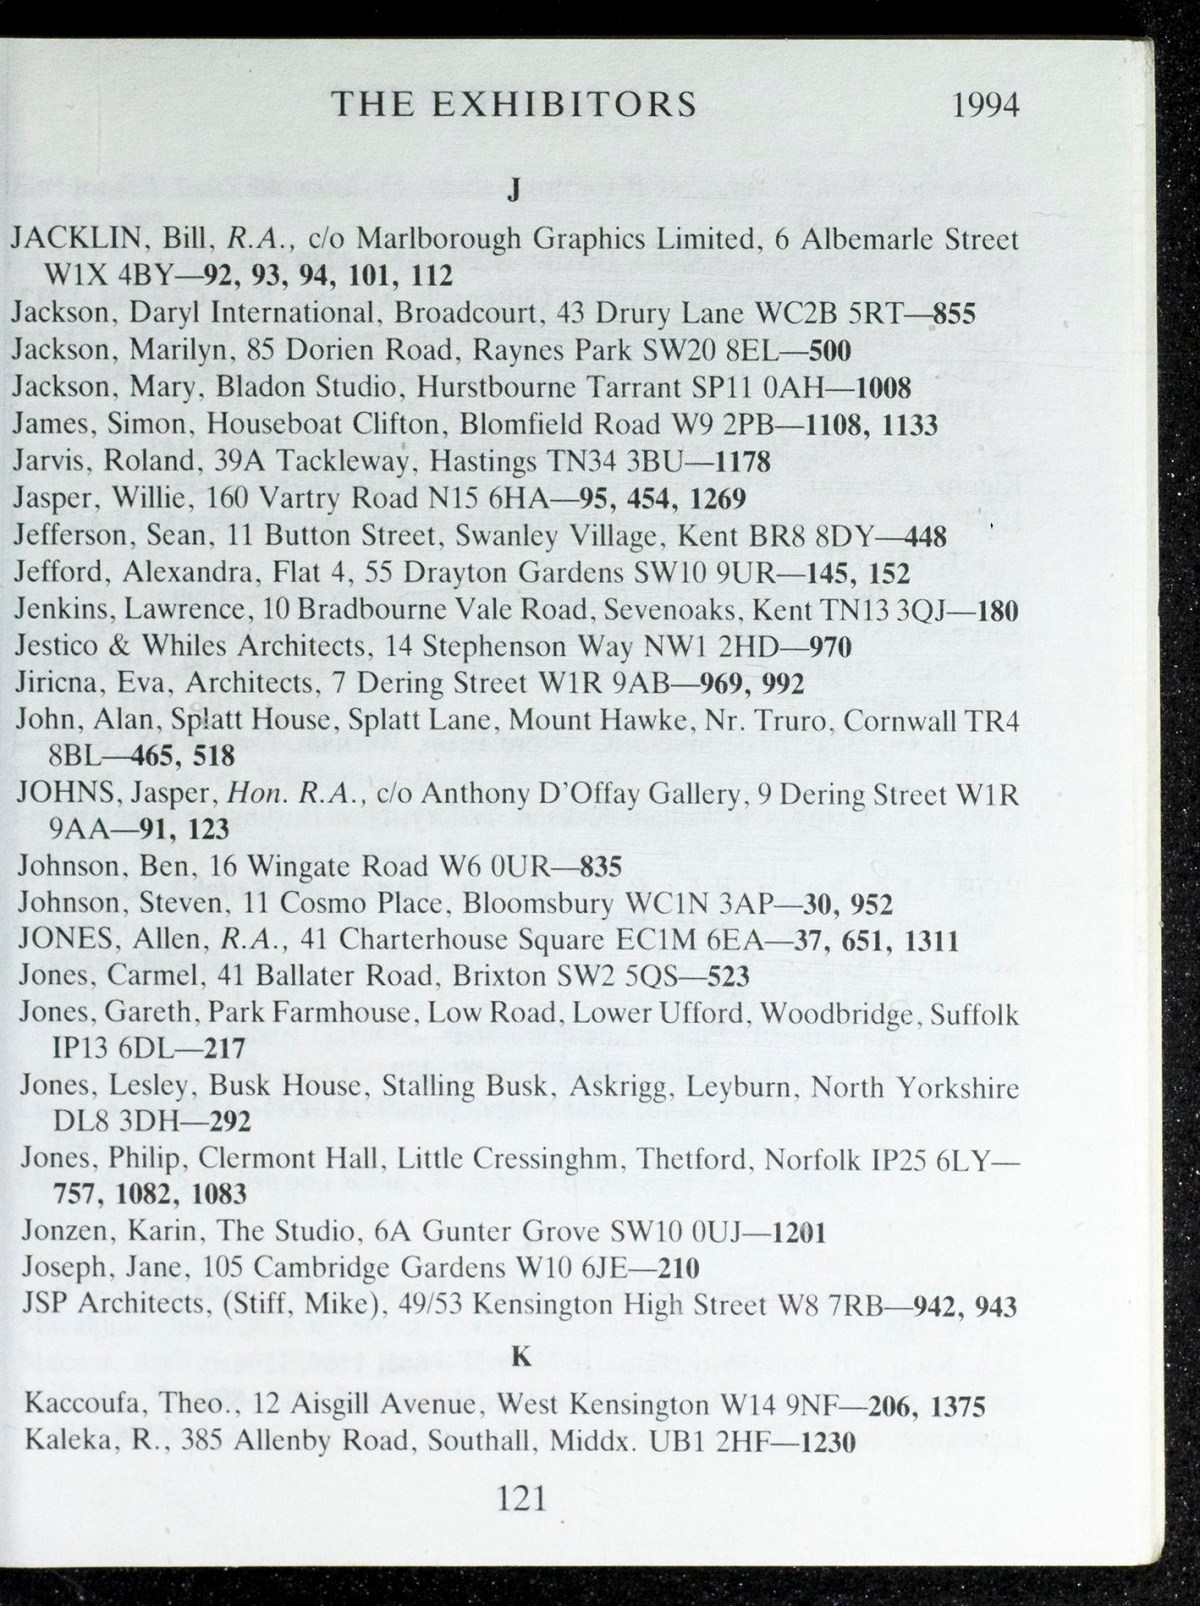 THE EXHIBITORS 1994
J
JACKLIN, Bill, R.A., c/o Marlborough Graphics Limited, 6 Albemarle Street
W1X 4BY—92, 93, 94, 101, 112
Jackson, Daryl International, Broadcourt, 43 Drury Lane WC2B 5RT—855
Jackson, Marilyn, 85 Dorien Road, Raynes Park SW20 8EL—500
Jackson, Mary, Bladon Studio, Hurstbourne Tarrant SP11 0AH—1008
James, Simon, Houseboat Clifton, Blomfield Road W9 2PB—1108, 1133
Jarvis, Roland, 39A Tackleway, Hastings TN34 3BU—1178
Jasper, Willie, 160 Vartry Road N15 6HA—95, 454, 1269
Jefferson, Sean, 11 Button Street, Swanley Village, Kent BR8 8DY—448
Jefford, Alexandra, Flat 4, 55 Drayton Gardens SW10 9UR—145, 152
Jenkins, Lawrence, 10 Bradbourne Vale Road, Sevenoaks, Kent TN13 3QJ—180
Jestico & Whiles Architects, 14 Stephenson Way NW1 2HD—970
Jiricna, Eva, Architects, 7 Dering Street W1R 9AB—969, 992
John, Alan, Splatt House, Splatt Lane, Mount Hawke, Nr. Truro, Cornwall TR4
8BL—465, 518
JOHNS, Jasper, Hon. R.A., c/o Anthony D'Offay Gallery, 9 Dering Street W1R
9AA—91, 123
Johnson, Ben, 16 Wingate Road W6 0UR—835
Johnson, Steven, 11 Cosmo Place, Bloomsbury WC1N 3AP—30, 952
JONES, Allen, R.A., 41 Charterhouse Square EC1M 6EA—37, 651, 1311
Jones, Carmel, 41 Ballater Road, Brixton SW2 5QS—523
Jones, Gareth, Park Farmhouse, Low Road, Lower Ufford, Woodbridge, Suffolk
IP13 6DL—217
Jones, Lesley, Busk House, Stalling Busk, Askrigg, Leyburn, North Yorkshire
DL8 3DH—292
Jones, Philip, Clermont Hall, Little Cressinghm, Thetford, Norfolk IP25 6LY—
757, 1082, 1083
Jonzen, Karin, The Studio, 6A Gunter Grove SW10 0UJ—1201
Joseph, Jane, 105 Cambridge Gardens W10 6JE—210
JSP Architects, (Stiff, Mike), 49/53 Kensington High Street W8 7RB—942, 943
K
Kaccoufa, Theo., 12 Aisgill Avenue, West Kensington W14 9NF—206, 1375
Kaleka, R., 385 Allenby Road, Southall, Middx. UB1 2HF—1230
121